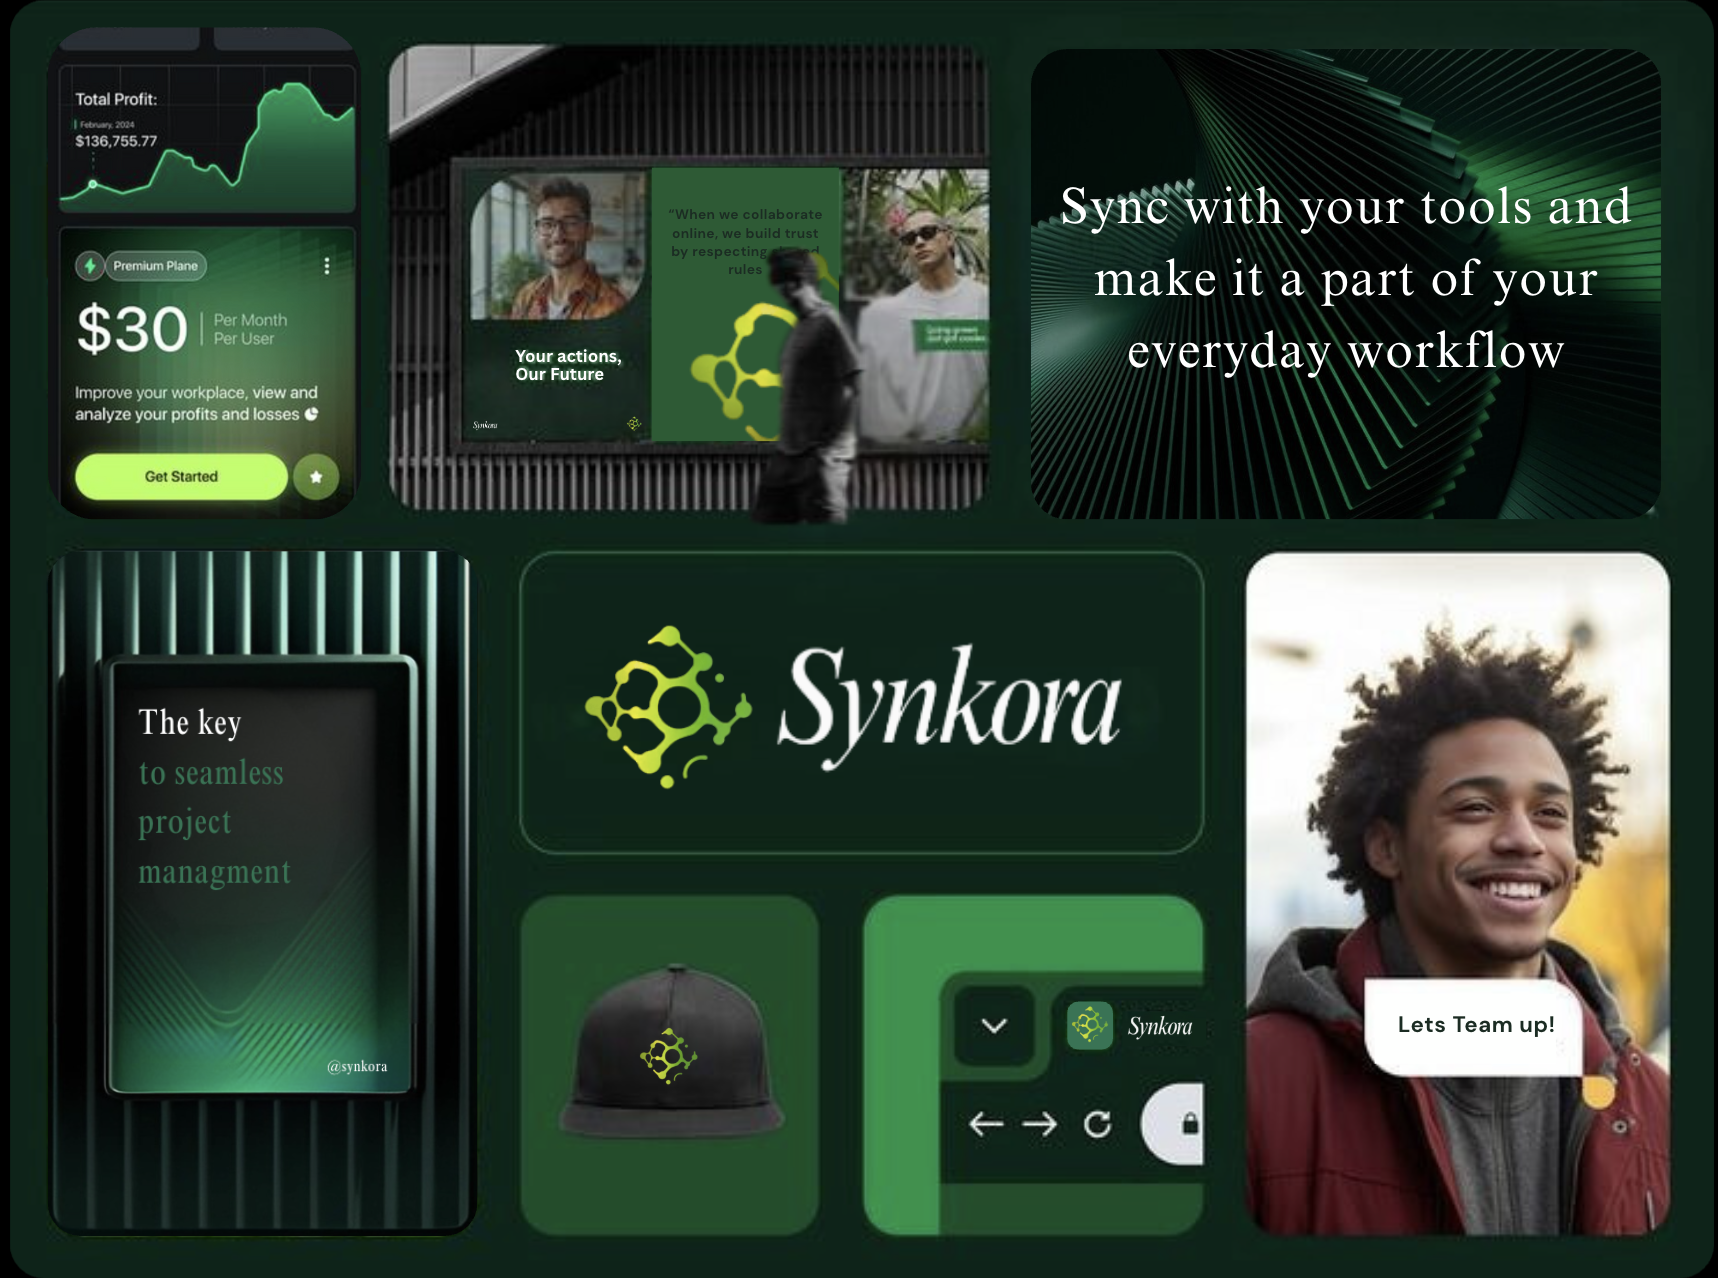 Total Profit:
February, 2024
$136,755.77
Premium Plane
$30
Per Month
Per User
Improve your workplace, view and
analyze your profits and losses
Get Started
Your actions,
Our Future
Synkora
"When we collaborate
online, we build trust
by respecting
rules
Sync with your tools and
make it a part of your
everyday workflow
The key
to seamless
project
managment
@synkora
Synkora
Synkora
Lets Team up!